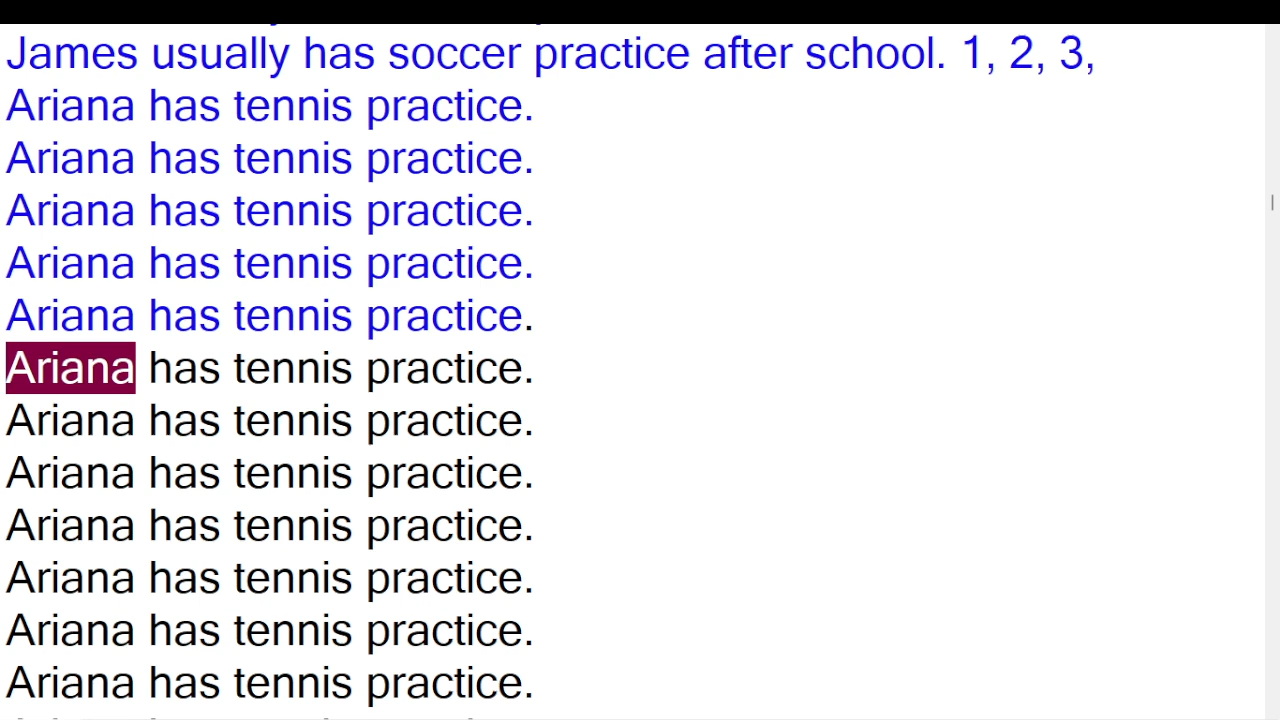 James usually has soccer practice after school. 1, 2, 3,
Ariana has tennis practice.
Ariana has tennis practice.
Ariana has tennis practice.
Ariana has tennis practice.
Ariana has tennis practice.
Ariana has tennis practice.
Ariana has tennis practice.
Ariana has tennis practice.
Ariana has tennis practice.
Ariana has tennis practice.
Ariana has tennis practice.
Ariana has tennis practice.